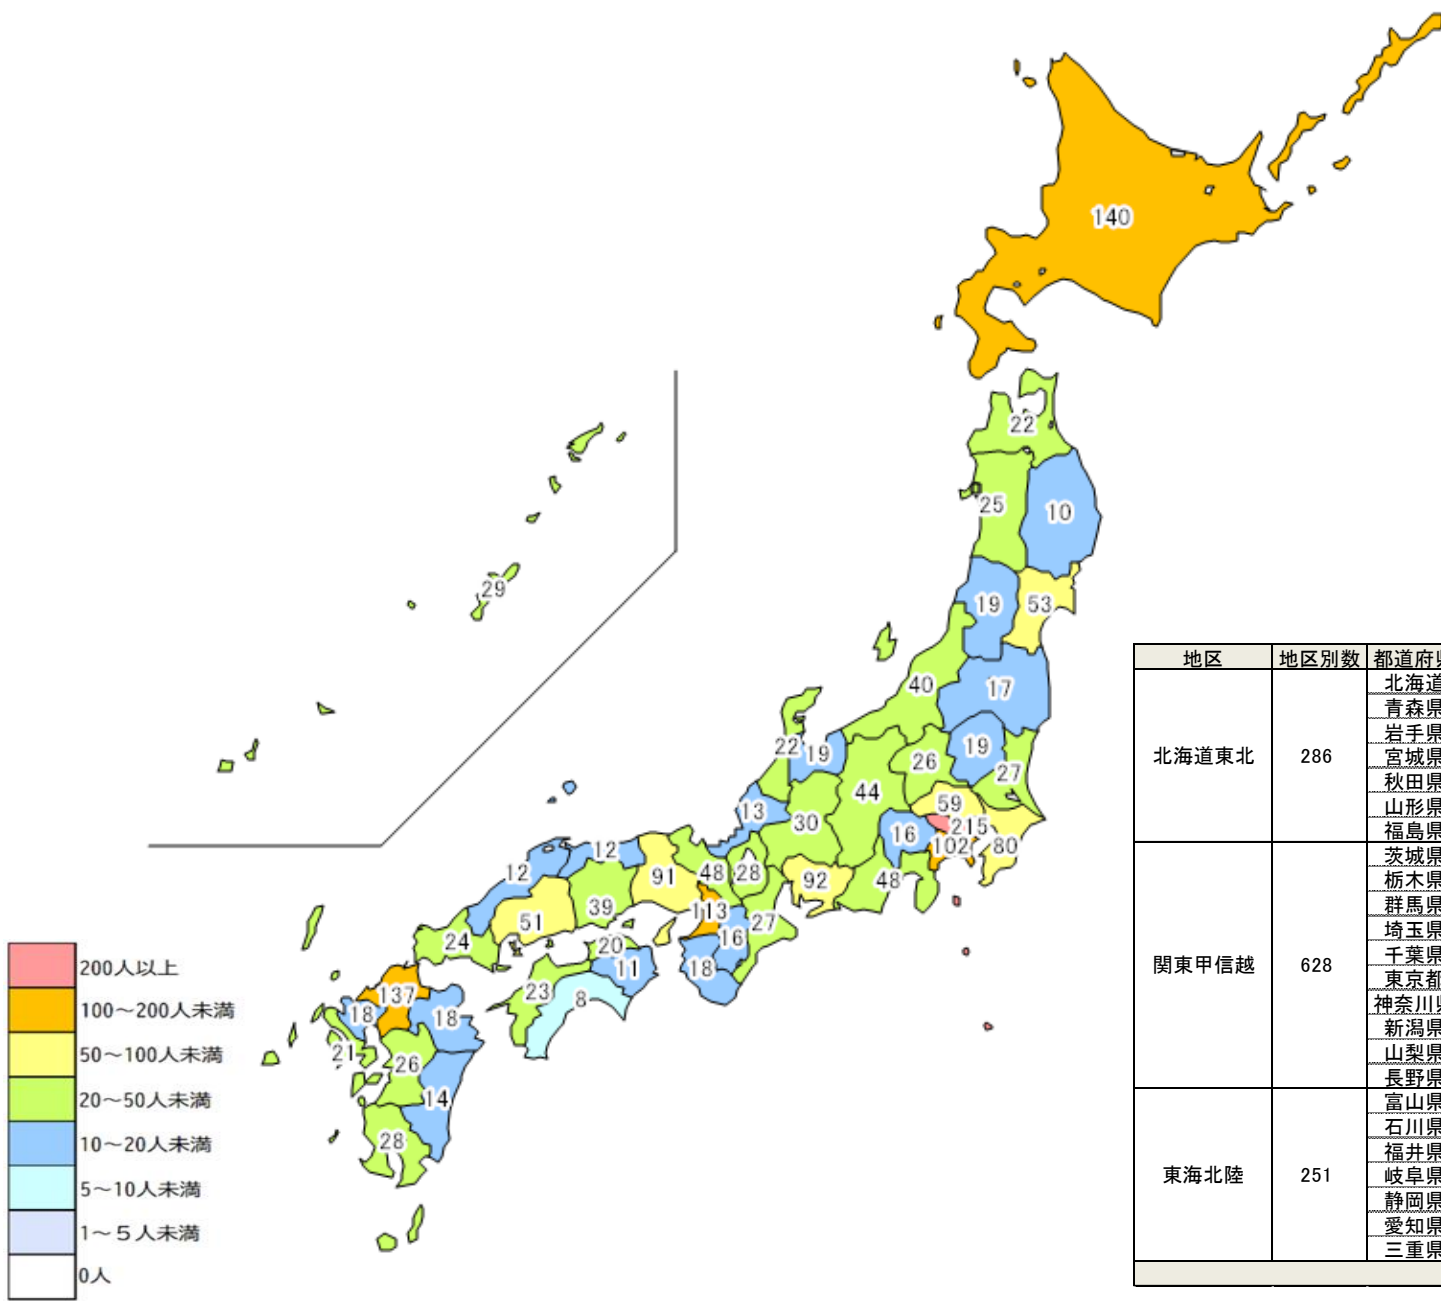 140
22
25
10
29
19
53
40
17
22
19
19
26
27
44
59
13
30
16
215
102
80
12
12
91
48
28
92
48
39
51
113
27
24
20
16
11
18
137
23
8
18
18
21
26
14
28
200人以上
100～200人未満
50～100人未満
20～50人未満
10～20人未満
5～10人未満
1～5人未満
0人
地区 地区別数 都道府県
北海道東北 286
北海道
青森県
岩手県
宮城県
秋田県
山形県
福島県
関東甲信越 628
茨城県
栃木県
群馬県
埼玉県
千葉県
東京都
神奈川県
新潟県
山梨県
長野県
東海北陸 251
富山県
石川県
福井県
岐阜県
静岡県
愛知県
三重県